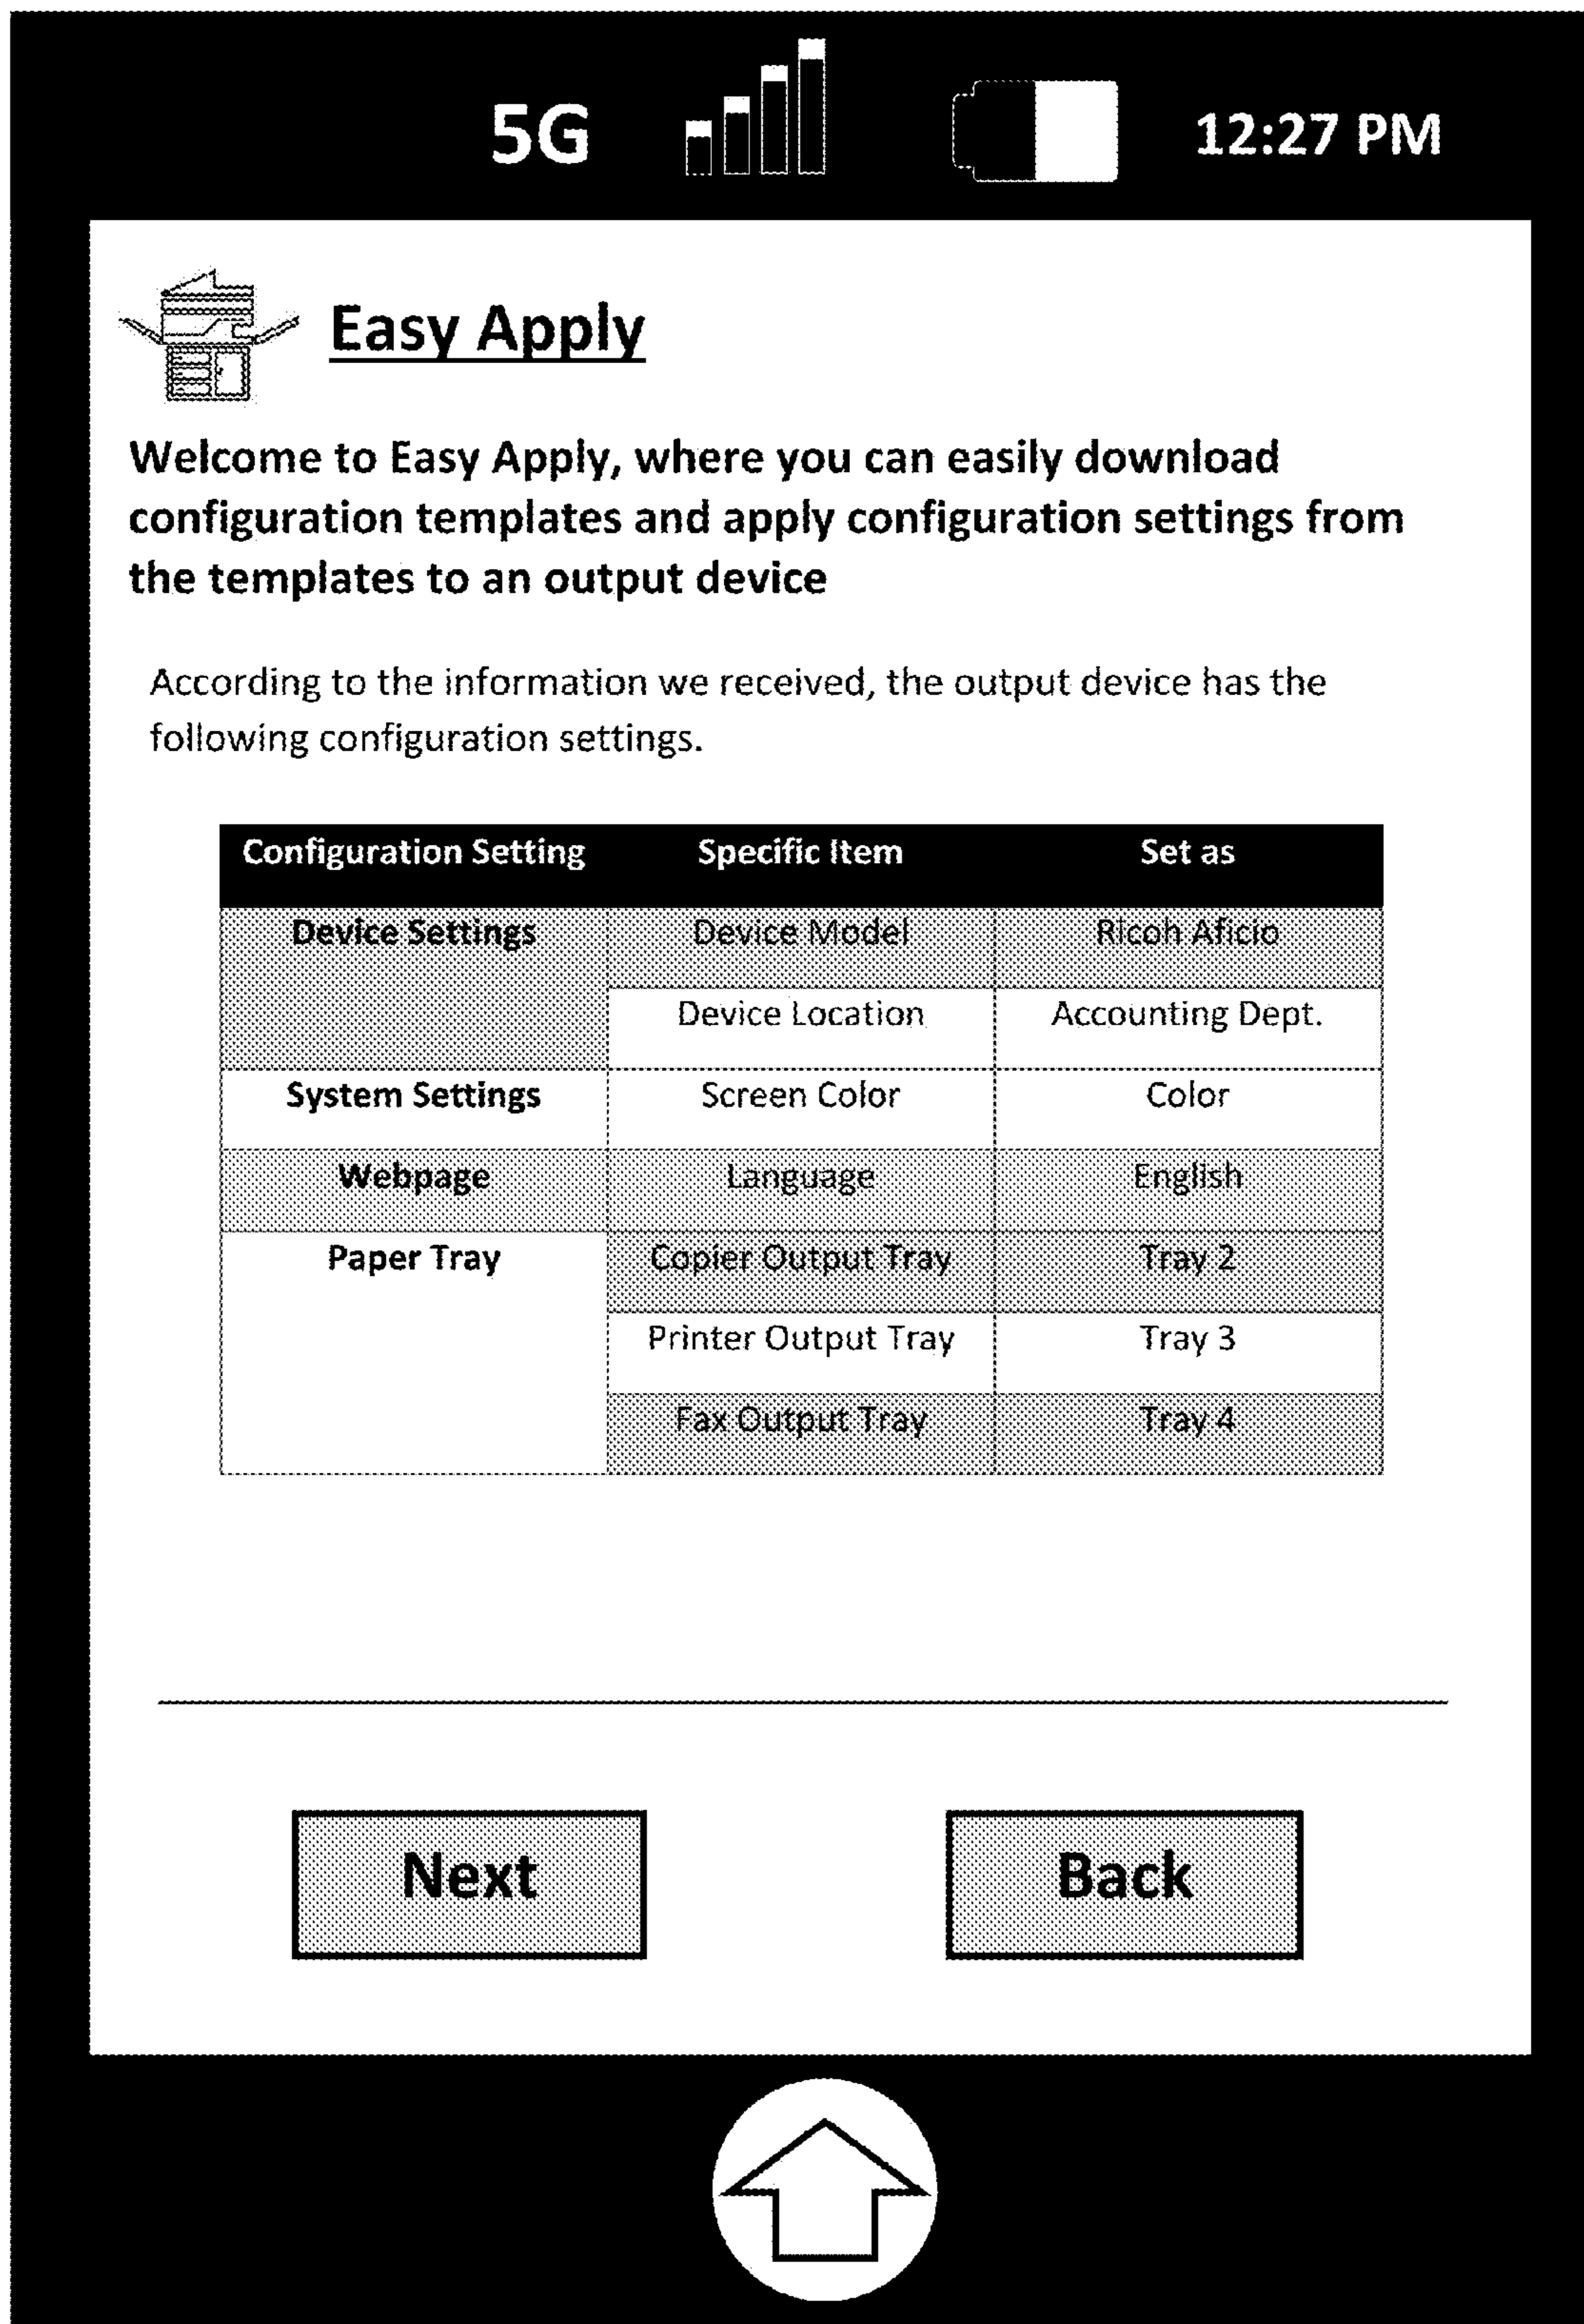 5G 12:27 PM
Easy Apply
Welcome to Easy Apply, where you can easily download
configuration templates and apply configuration settings from
the templates to an output device
According to the information we received, the output device has the
following configuration settings.
Configuration Setting Specific Item Set as
Device Settings Device Model Ricoh Aficio
Device Location Accounting Dept.
System Settings Screen Color Color
Webpage Language English
Paper Tray Copier Output Tray Tray 2
Printer Output Tray Tray 3
Fax Output Tray Tray 4
Next Back